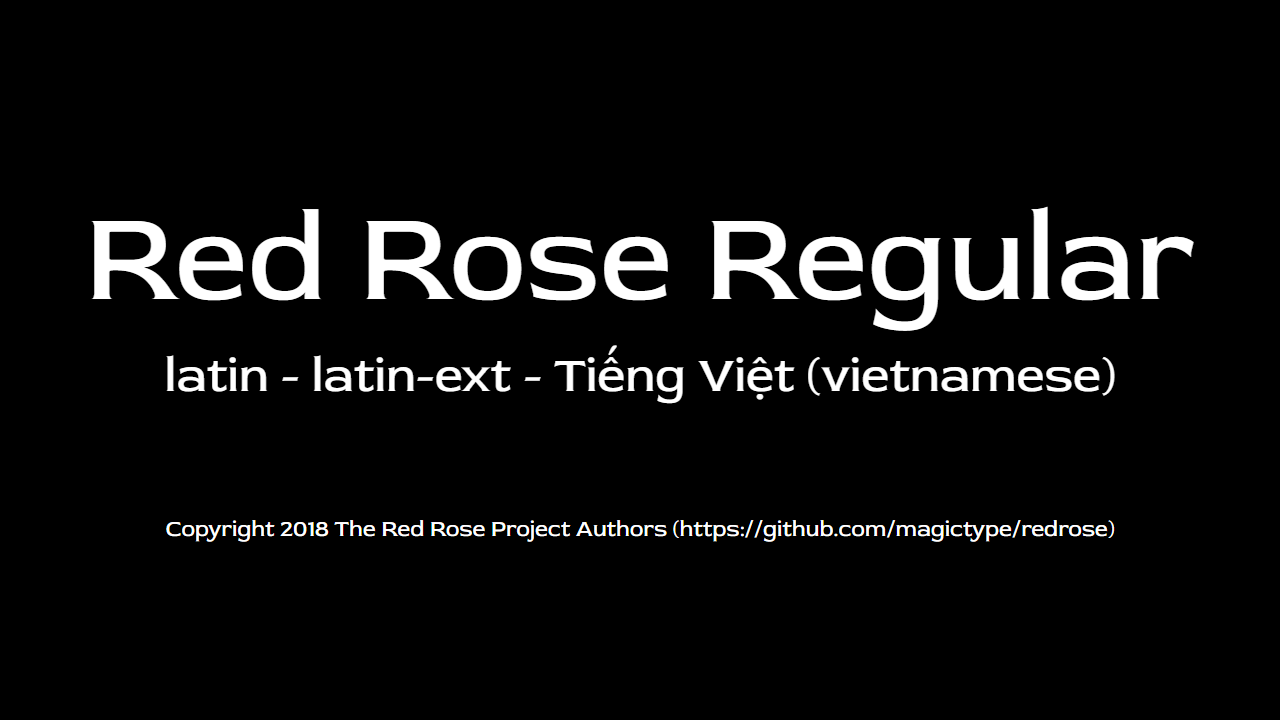 Red Rose Regular
latin - latin-ext - Tiếng Việt (vietnamese)
Copyright 2018 The Red Rose Project Authors (https://github.com/magictype/redrose)